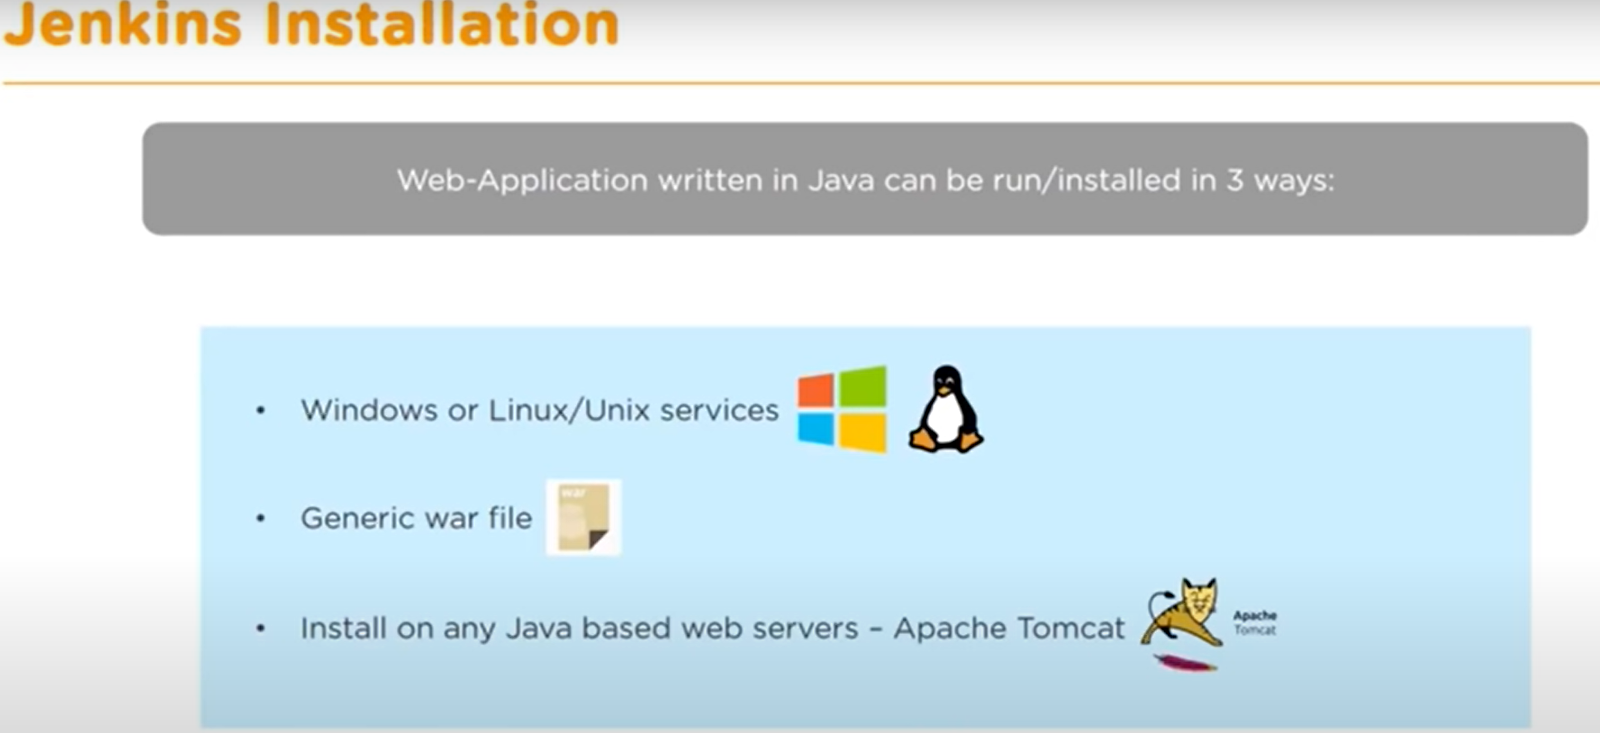 Jenkins Installation
Web-Application written in Java can be run/installed in 3 ways:
• Windows or Linux/Unix services
• Generic war file
war
• Install on any Java based web servers – Apache Tomcat
Apache
Tomcat